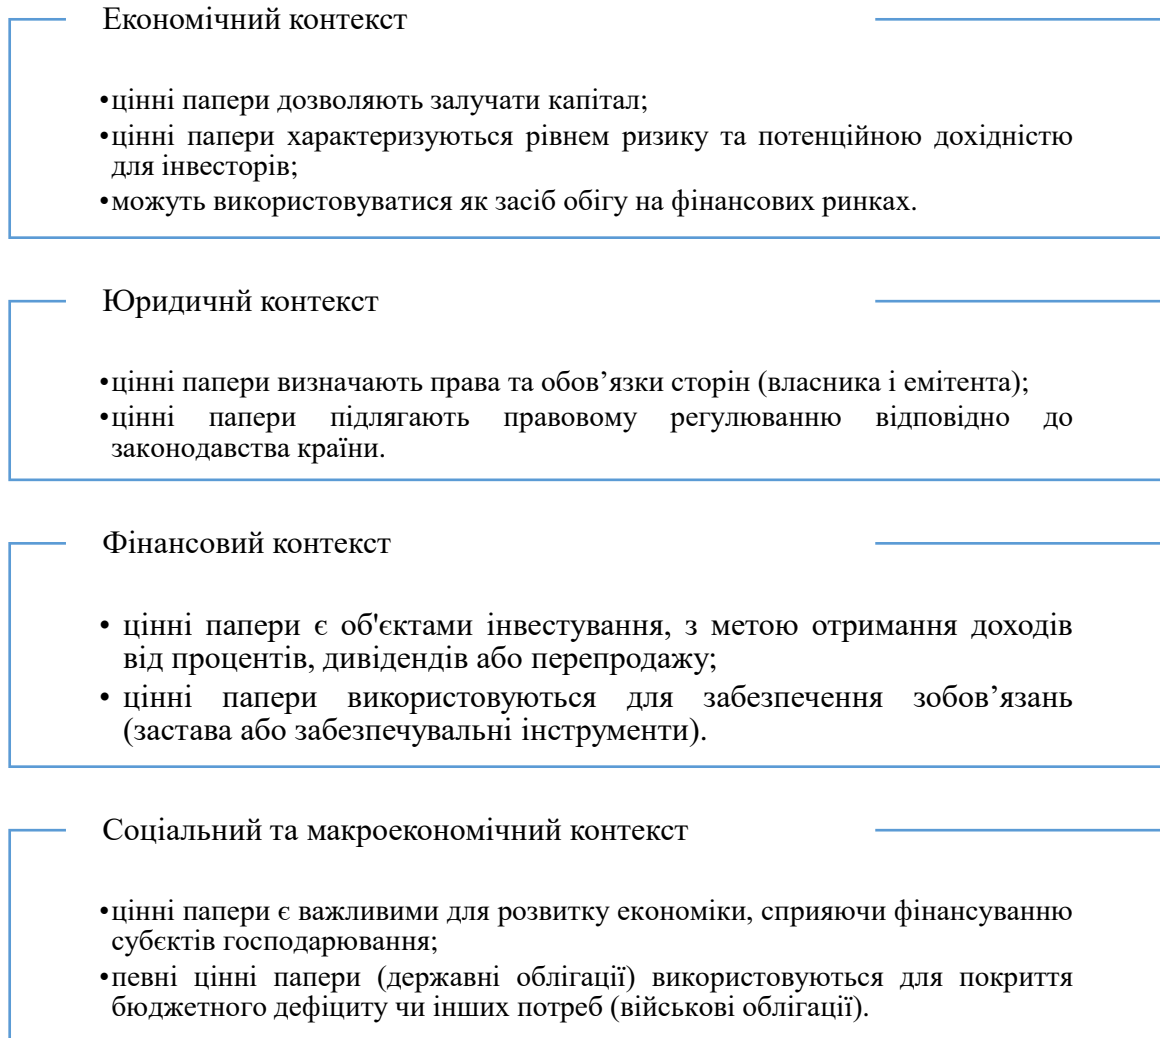 Економічний контекст
•цінні папери дозволяють залучати капітал;
•цінні папери характеризуються рівнем ризику та потенційною дохідністю
для інвесторів;
•можуть використовуватися як засіб обігу на фінансових ринках.
Юридичнй контекст
•цінні папери визначають права та обов’язки сторін (власника і емітента);
•цінні папери підлягають правовому регулюванню відповідно до
законодавства країни.
Фінансовий контекст
• цінні папери є об'єктами інвестування, з метою отримання доходів
від процентів, дивідендів або перепродажу;
• цінні папери використовуються для забезпечення зобов’язань
(застава або забезпечувальні інструменти).
Соціальний та макроекономічний контекст
•цінні папери є важливими для розвитку економіки, сприяючи фінансуванню
субєктів господарювання;
•певні цінні папери (державні облігації) використовуються для покриття
бюджетного дефіциту чи інших потреб (військові облігації).